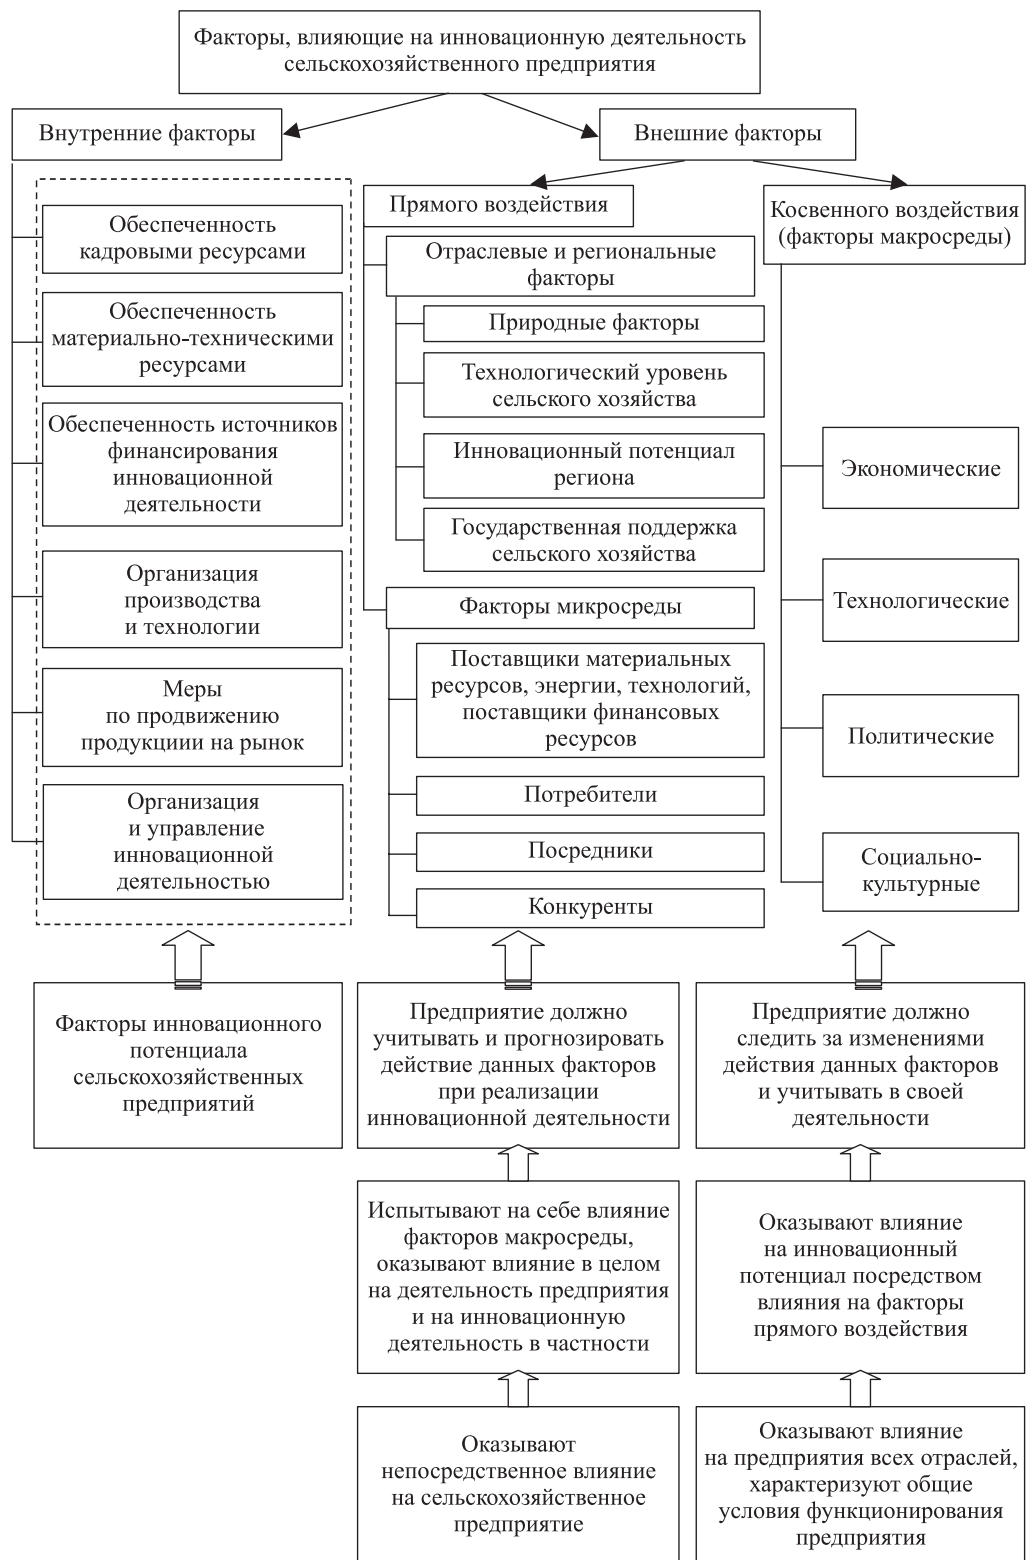 Факторы, влияющие на инновационную деятельность
сельскохозяйственного предприятия
Внутренние факторы
Обеспеченность
кадровыми ресурсами
Обеспеченность
материально-техническими
ресурсами
Обеспеченность источников
финансирования
инновационной
деятельности
Организация
производства
и технологии
Меры
по продвижению
продукциии на рынок
Организация
и управление
инновационной
деятельностью
Факторы инновационного
потенциала
сельскохозяйственных
предприятий
Внешние факторы
Прямого воздействия
Отраслевые и региональные
факторы
Природные факторы
Технологический уровень
сельского хозяйства
Инновационный потенциал
региона
Государственная поддержка
сельского хозяйства
Факторы микросреды
Поставщики материальных
ресурсов, энергии, технологий,
поставщики финансовых
ресурсов
Потребители
Посредники
Конкуренты
Предприятие должно
учитывать и прогнозировать
действие данных факторов
при реализации
инновационной деятельности
Испытывают на себе влияние
факторов макросреды,
оказывают влияние в целом
на деятельность предприятия
и на инновационную
деятельность в частности
Оказывают
непосредственное влияние
на сельскохозяйственное
предприятие
Косвенного воздействия
(факторы макросреды)
Экономические
Технологические
Политические
Социально-
культурные
Предприятие должно
следить за изменениями
действия данных факторов
и учитывать в своей
деятельности
Оказывают влияние
на инновационный
потенциал посредством
влияния на факторы
прямого воздействия
Оказывают влияние
на предприятия всех отраслей,
характеризуют общие
условия функционирования
предприятия